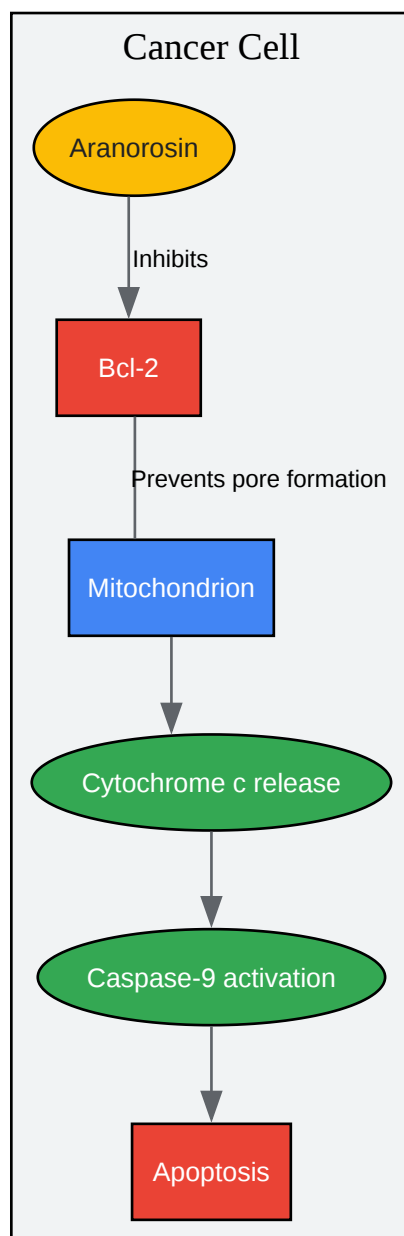 Cancer Cell
Aranorosin
Inhibits
Bcl-2
Prevents pore formation
Mitochondrion
Cytochrome c release
Caspase-9 activation
Apoptosis